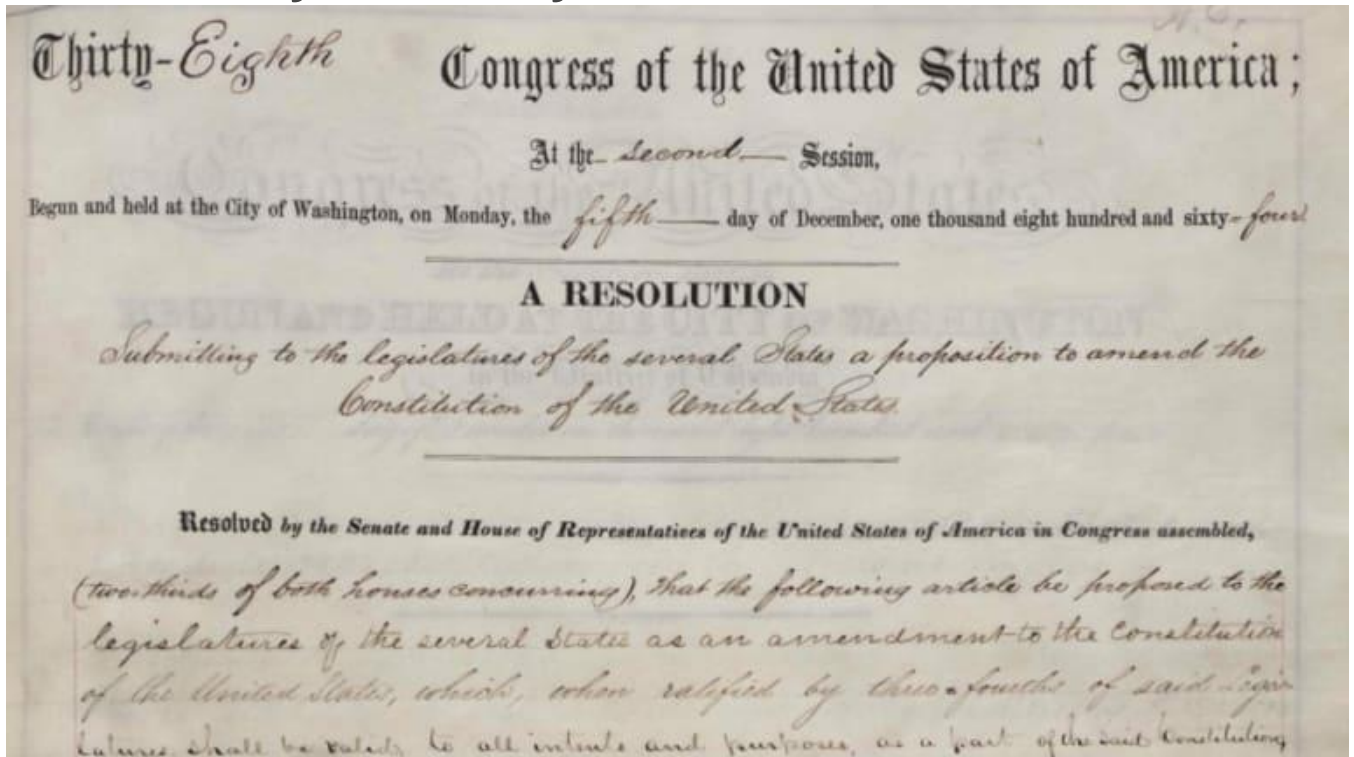 Thirty-Eighth Congress of the United States of America;
At the second Session,
Begun and held at the City of Washington, on Monday, the fifth day of December, one thousand eight hundred and sixty-four
A RESOLUTION
Submitting to the legislatures of the several States a proposition to amend the
Constitution of the United States.
Resolved by the Senate and House of Representatives of the United States of America in Congress assembled,
(two-thirds of both houses concurring), that the following article be proposed to the
legislatures of the several States as an amendment to the Constitution
of the United States, which, when ratified by three-fourths of said Legis-
latures shall be valid, to all intents and purposes, as a part of the said Constitution,